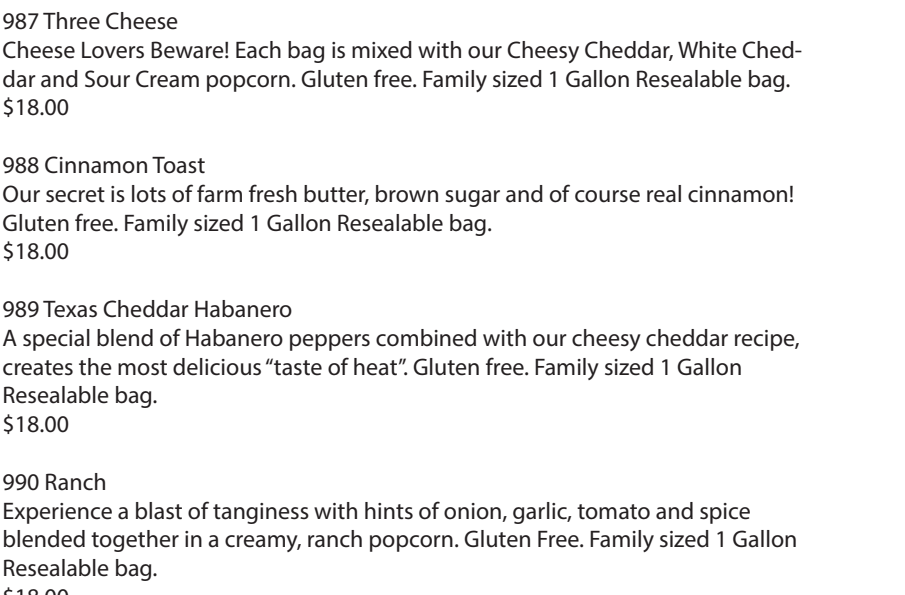 987 Three Cheese
Cheese Lovers Beware! Each bag is mixed with our Cheesy Cheddar, White Ched-
dar and Sour Cream popcorn. Gluten free. Family sized 1 Gallon Resealable bag.
$18.00
988 Cinnamon Toast
Our secret is lots of farm fresh butter, brown sugar and of course real cinnamon!
Gluten free. Family sized 1 Gallon Resealable bag.
$18.00
989 Texas Cheddar Habanero
A special blend of Habanero peppers combined with our cheesy cheddar recipe,
creates the most delicious “taste of heat”. Gluten free. Family sized 1 Gallon
Resealable bag.
$18.00
990 Ranch
Experience a blast of tanginess with hints of onion, garlic, tomato and spice
blended together in a creamy, ranch popcorn. Gluten Free. Family sized 1 Gallon
Resealable bag.
$18.00